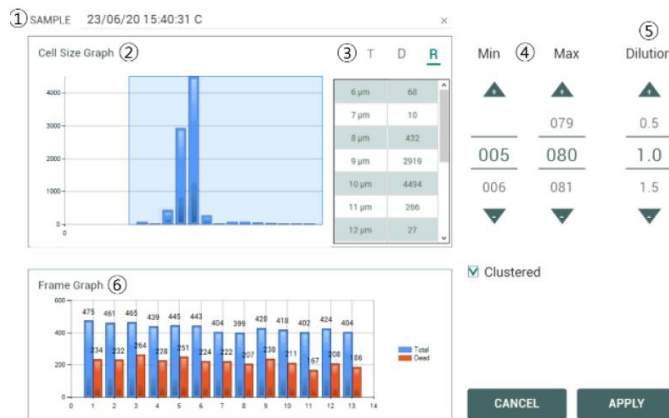 ① SAMPLE 23/06/20 15:40:31 C ×
Cell Size Graph ②
4000
3000
2000
1000
0
0
③ T D R
6 µm 68
7 µm 10
8 µm 432
9 µm 2919
10 µm 4494
11 µm 266
12 µm 27
Min ④ Max
079
005 080
006 081
⑤
Dilution
0.5
1.0
1.5
Clustered
Frame Graph ⑥
600
400
200
0
475 461 465 439 445 443 404 399 428 418 402 424 404
234 232 264 228 251 224 222 207 238 211 167 208 186
0 1 2 3 4 5 6 7 8 9 10 11 12 13 14
Total
Dead
CANCEL APPLY